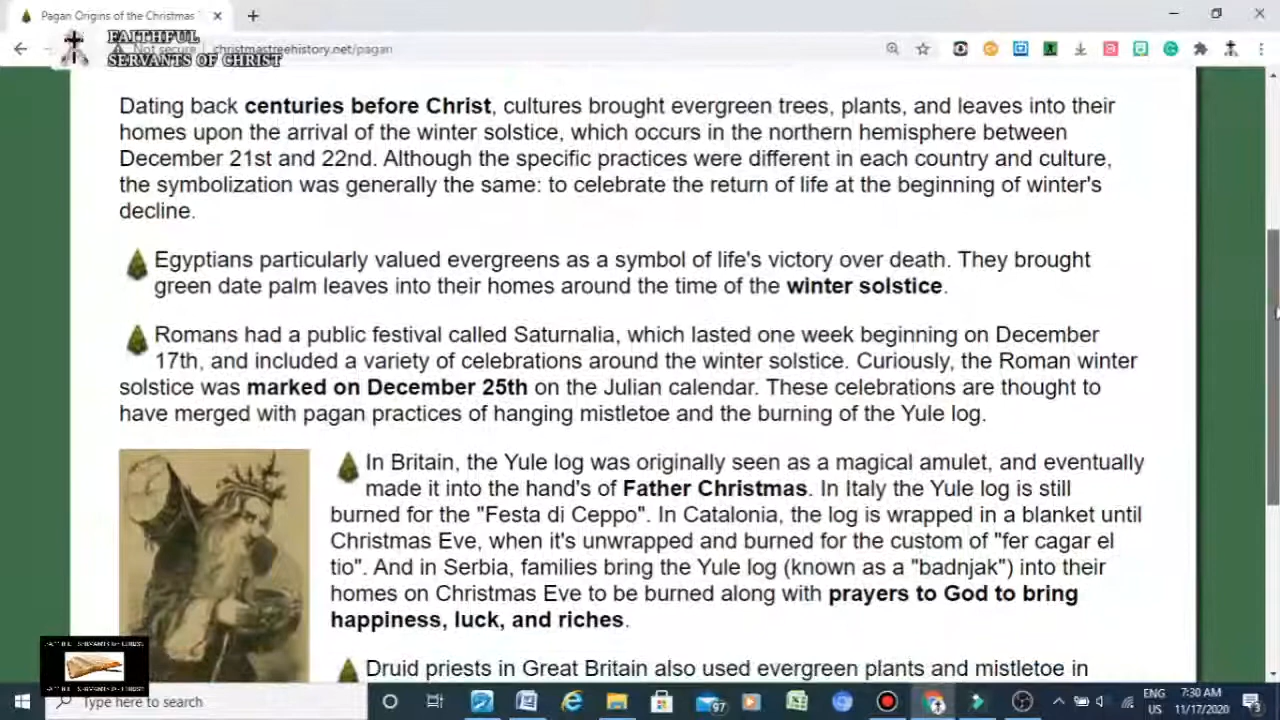 Pagan Origins of the Christmas
FAITHFUL
SERVANTS OF CHRIST
Not secure
christmastreehistory.net/pagan
Dating back centuries before Christ, cultures brought evergreen trees, plants, and leaves into their
homes upon the arrival of the winter solstice, which occurs in the northern hemisphere between
December 21st and 22nd. Although the specific practices were different in each country and culture,
the symbolization was generally the same: to celebrate the return of life at the beginning of winter's
decline.
Egyptians particularly valued evergreens as a symbol of life's victory over death. They brought
green date palm leaves into their homes around the time of the winter solstice.
Romans had a public festival called Saturnalia, which lasted one week beginning on December
17th, and included a variety of celebrations around the winter solstice. Curiously, the Roman winter
solstice was marked on December 25th on the Julian calendar. These celebrations are thought to
have merged with pagan practices of hanging mistletoe and the burning of the Yule log.
In Britain, the Yule log was originally seen as a magical amulet, and eventually
made it into the hand's of Father Christmas. In Italy the Yule log is still
burned for the "Festa di Ceppo". In Catalonia, the log is wrapped in a blanket until
Christmas Eve, when it's unwrapped and burned for the custom of "fer cagar el
tio". And in Serbia, families bring the Yule log (known as a "badnjak") into their
homes on Christmas Eve to be burned along with prayers to God to bring
happiness, luck, and riches.
Druid priests in Great Britain also used evergreen plants and mistletoe in
FAITHFUL SERVANTS OF CHRIST
FAITHFUL SERVANTS OF CHRIST
Type here to search
97
ENG
US
7:30 AM
11/17/2020
3